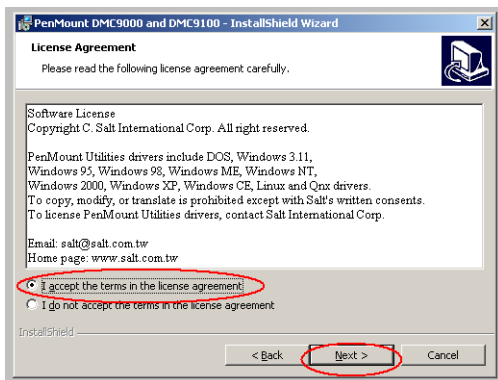 PenMount DMC9000 and DMC9100 - InstallShield Wizard
License Agreement
Please read the following license agreement carefully.
Software License
Copyright C. Salt International Corp. All right reserved.
PenMount Utilities drivers include DOS, Windows 3.11,
Windows 95, Windows 98, Windows ME, Windows NT,
Windows 2000, Windows XP, Windows CE, Linux and Qnx drivers.
To copy, modify, or translate is prohibited except with Salt's written consents.
To license PenMount Utilities drivers, contact Salt International Corp.
Email: salt@salt.com.tw
Home page: www.salt.com.tw
I accept the terms in the license agreement
I do not accept the terms in the license agreement
InstallShield
< Back Next > Cancel